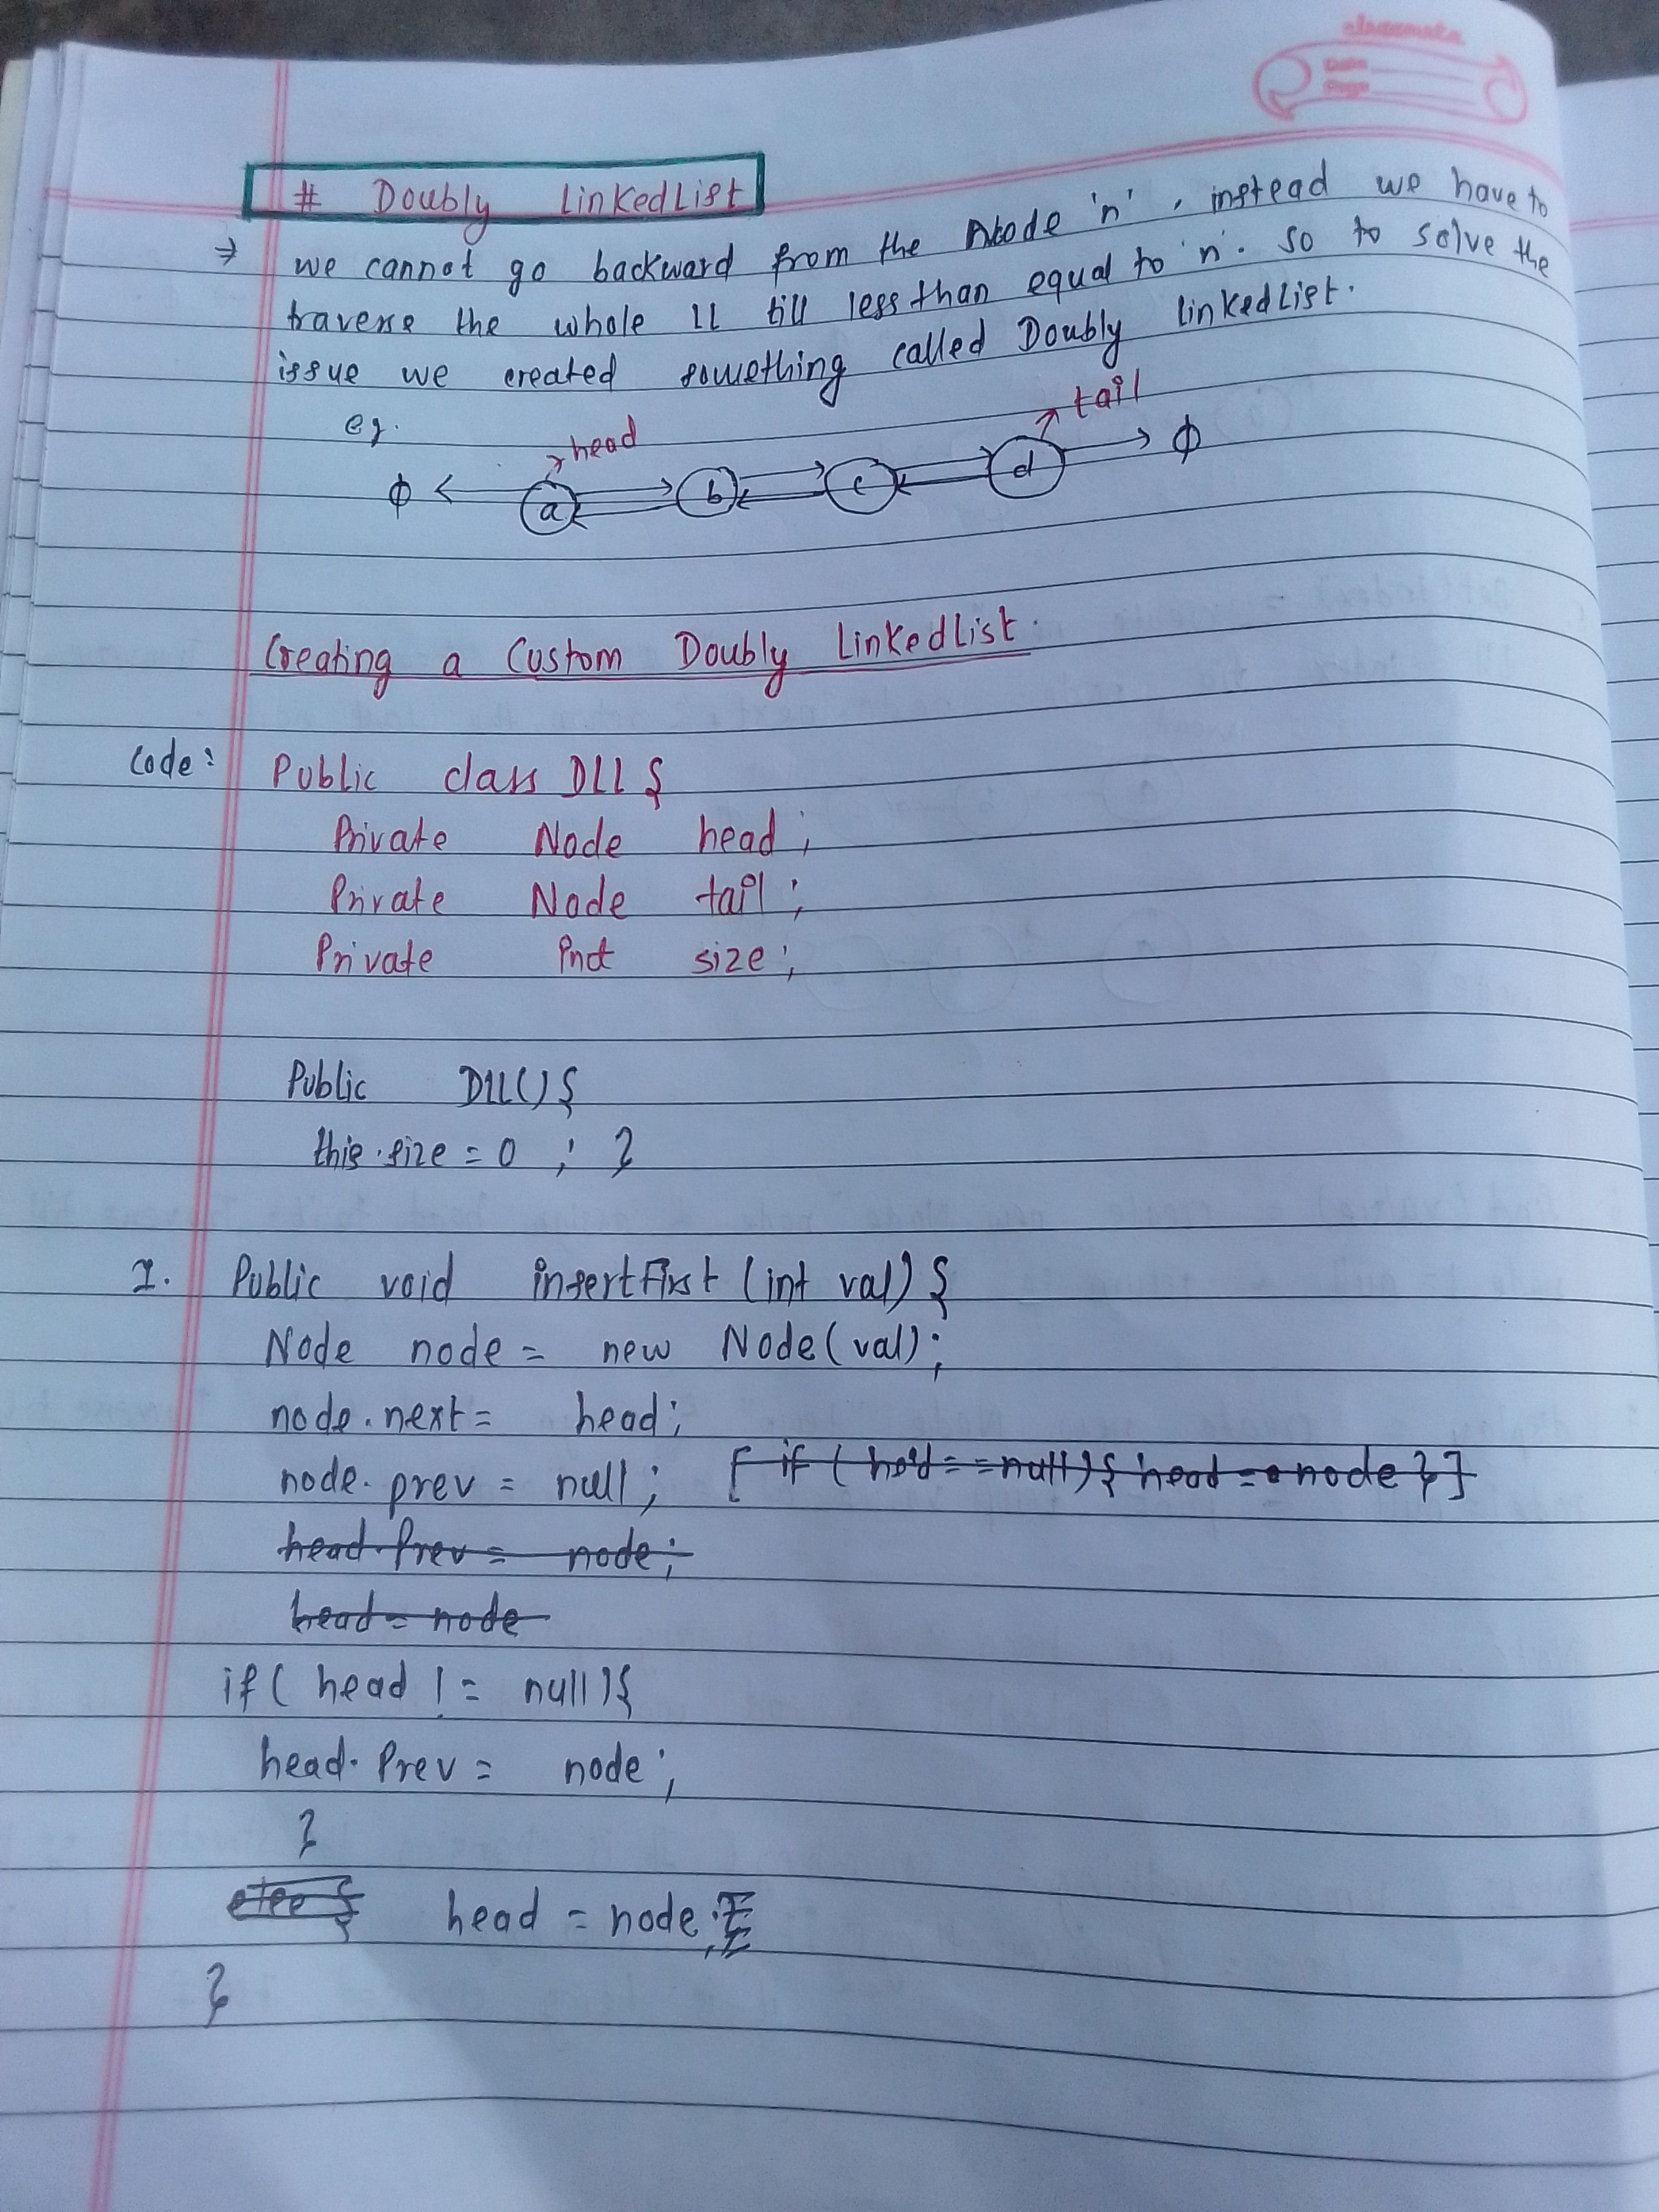 classmate
Date
Page
# Doubly LinkedList
→ we cannot go backward from the Node 'n', instead we have to
traverse the whole LL till less than equal to 'n'. so to solve the
issue we created something called Doubly linkedlist.
eg.
head
tail
ϕ a b c d ϕ
Creating a Custom Doubly LinkedList.
Code: Public class DLL {
Private Node head;
Private Node tail;
Private int size;
Public DLL() {
this.size = 0 ; }
1. Public void insertFirst (int val) {
Node node = new Node(val);
node.next = head;
node.prev = null; [ if ( head == null) { head = node } ]
head.Prev = node;
head = node
if ( head != null ) {
head.Prev = node;
}
else { head = node;
}